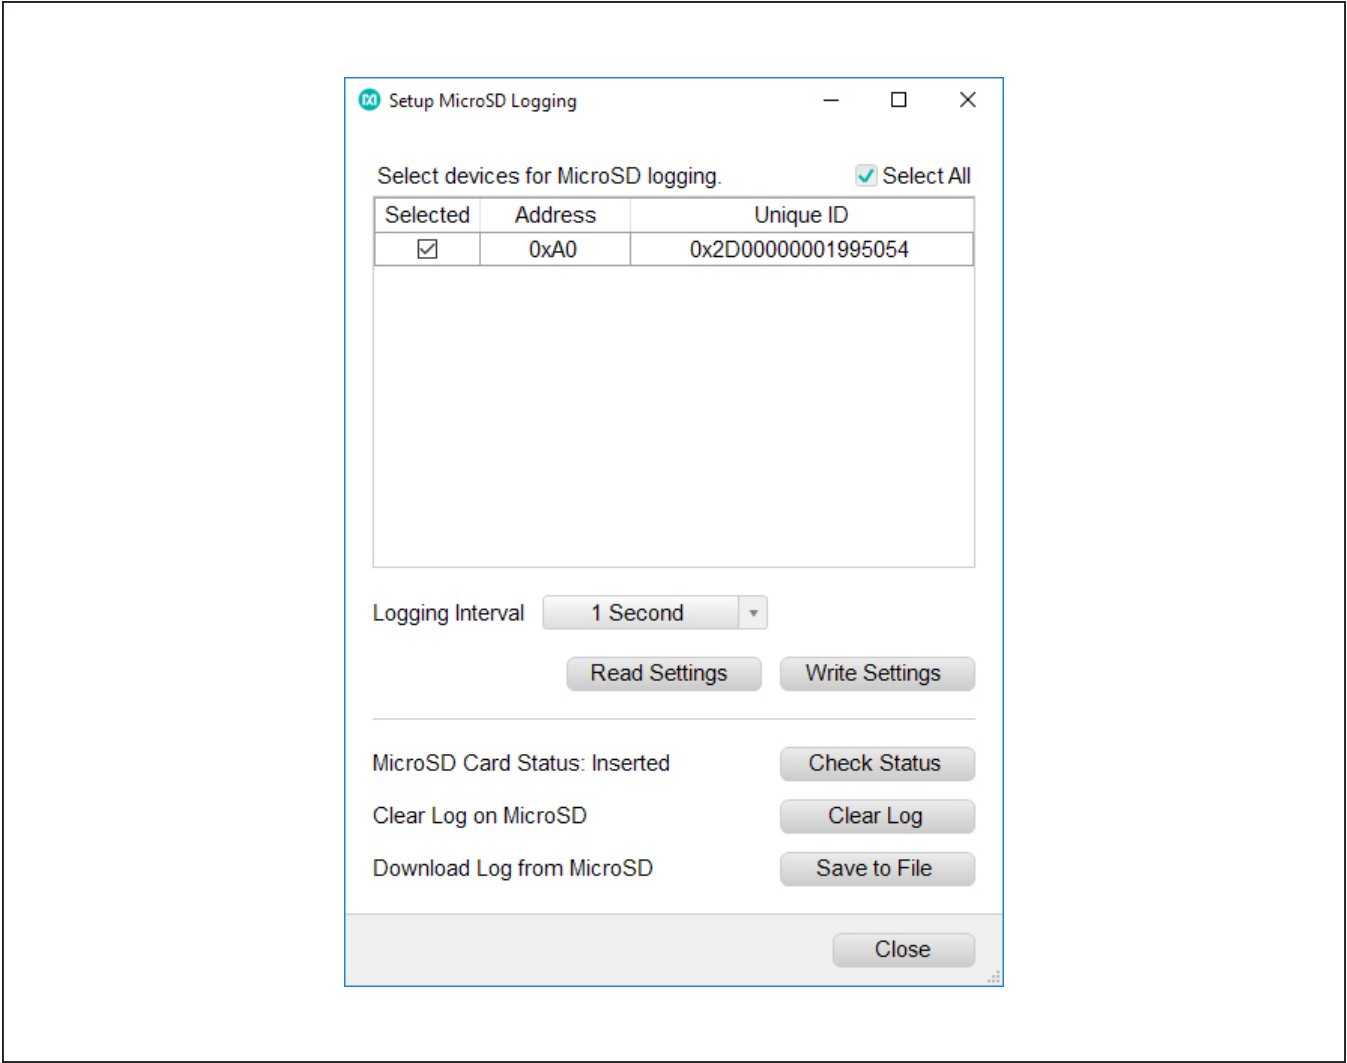 Setup MicroSD Logging
Select devices for MicroSD logging. Select All
Selected Address Unique ID
0xA0 0x2D00000001995054
Logging Interval 1 Second
Read Settings Write Settings
MicroSD Card Status: Inserted Check Status
Clear Log on MicroSD Clear Log
Download Log from MicroSD Save to File
Close